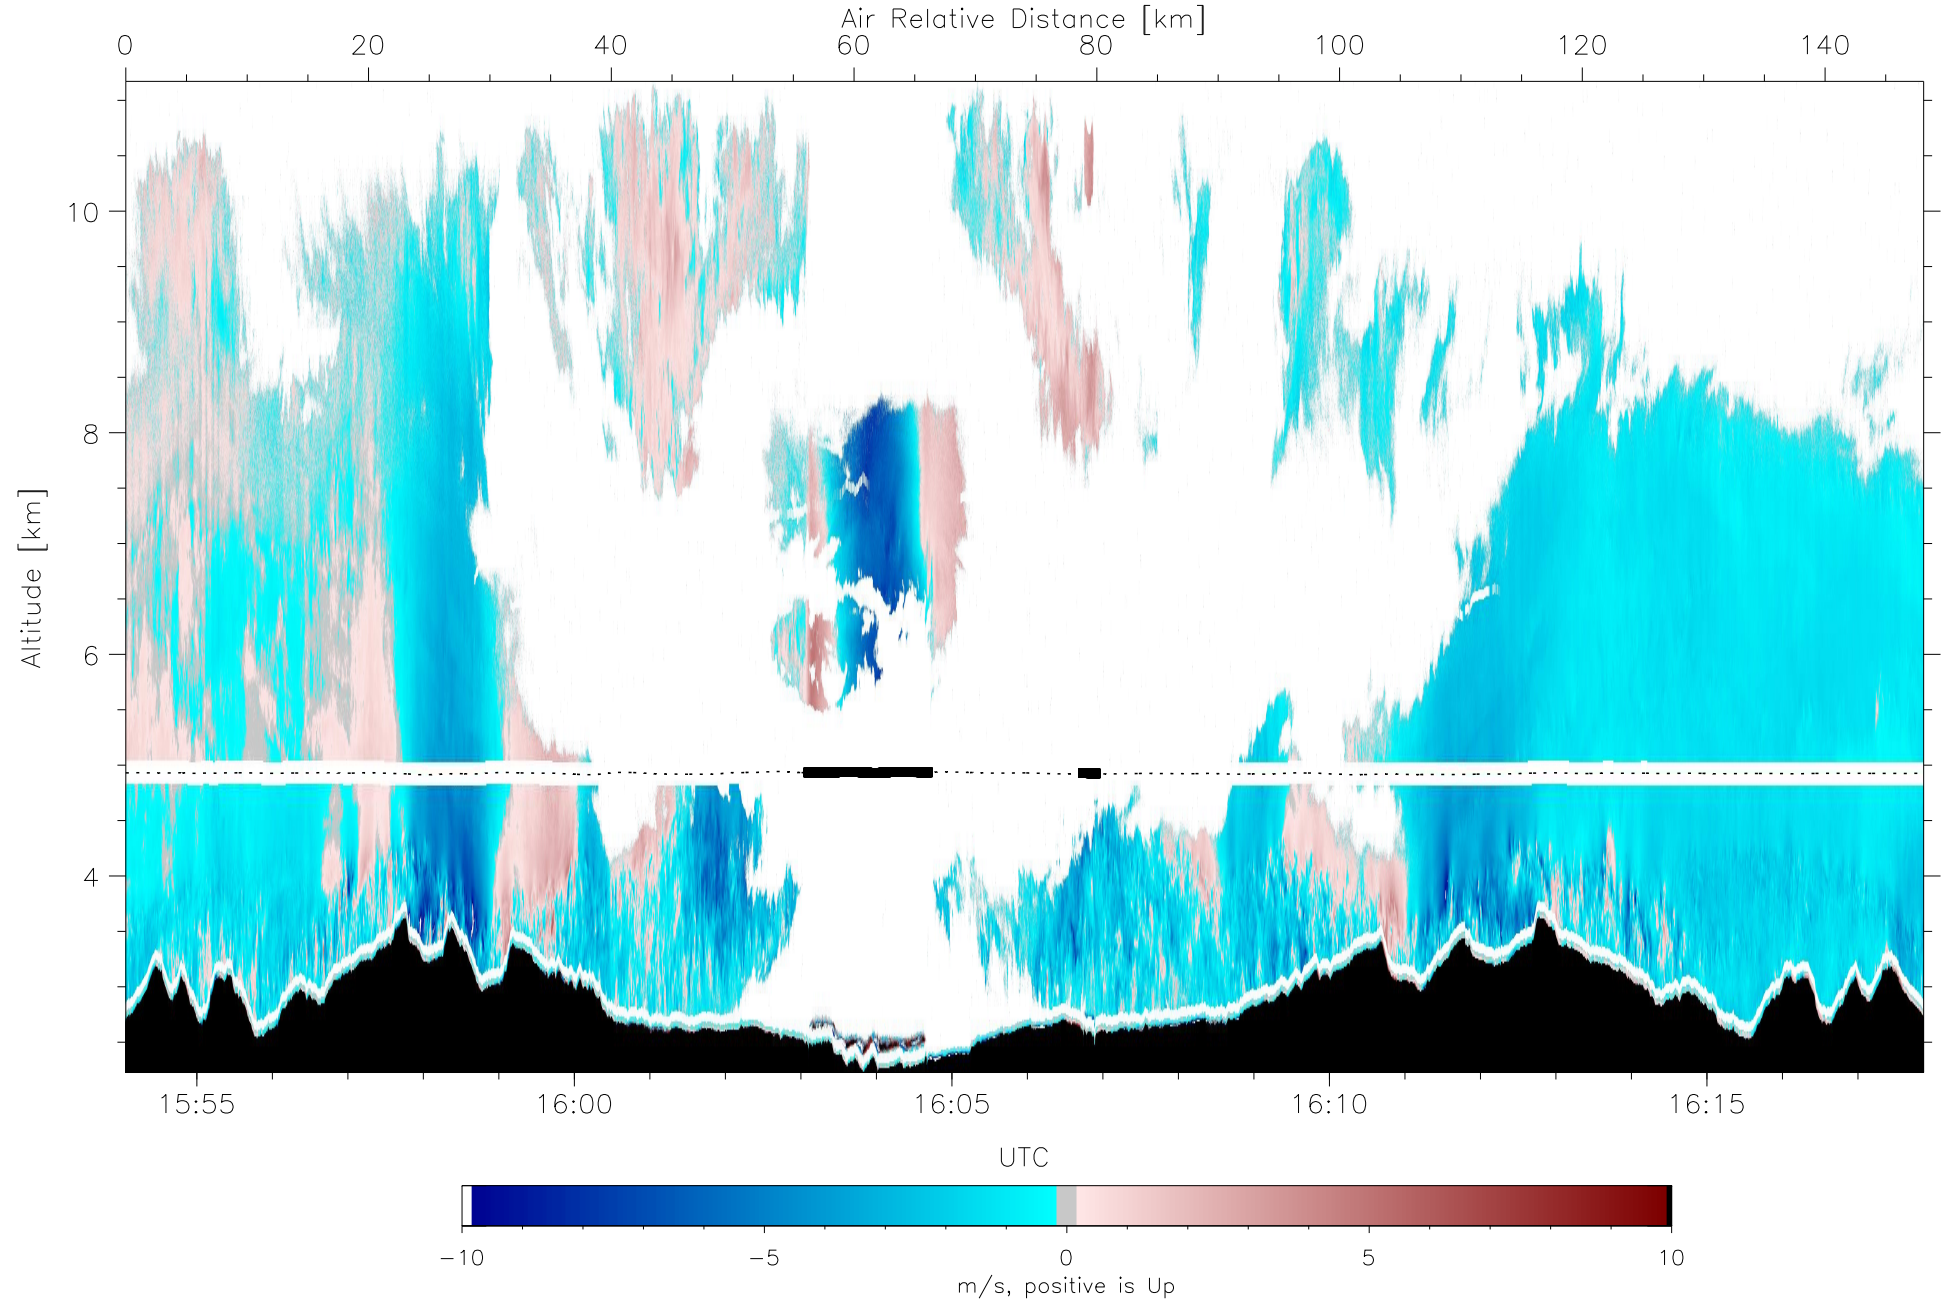 Air Relative Distance [km]
0 20 40 60 80 100 120 140
10
8
6
4
Altitude [km]
15:55 16:00 16:05 16:10 16:15
UTC
−10 −5 0 5 10
m/s, positive is Up